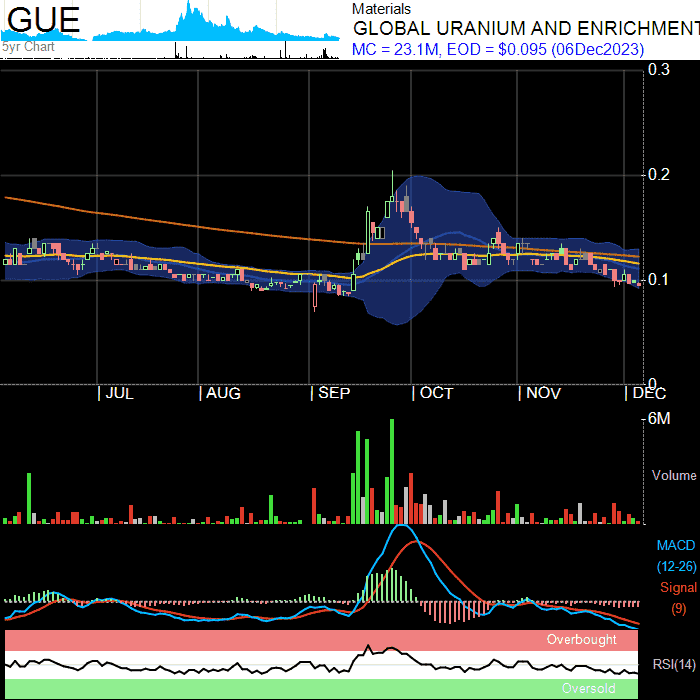 GUE
5yr Chart
Materials
GLOBAL URANIUM AND ENRICHMENT
MC = 23.1M, EOD = $0.095 (06Dec2023)
0.3
0.2
0.1
0
| JUL
| AUG
| SEP
| OCT
| NOV
| DEC
6M
Volume
MACD
(12-26)
Signal
(9)
Overbought
RSI(14)
Oversold